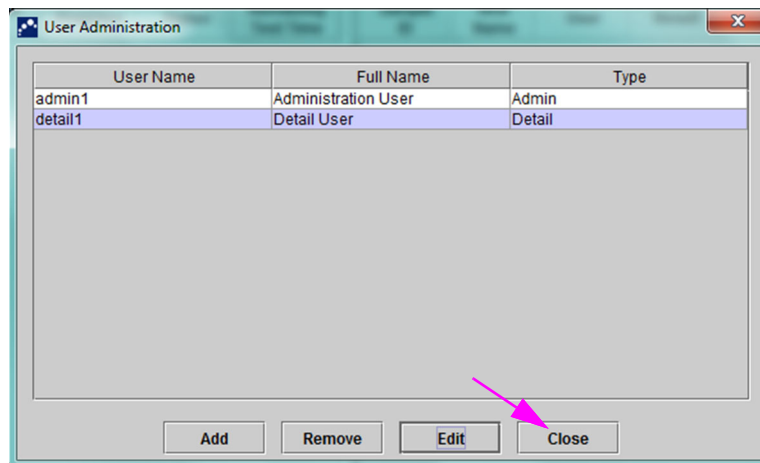 User Administration
User Name Full Name Type
admin1 Administration User Admin
detail1 Detail User Detail
Add Remove Edit Close